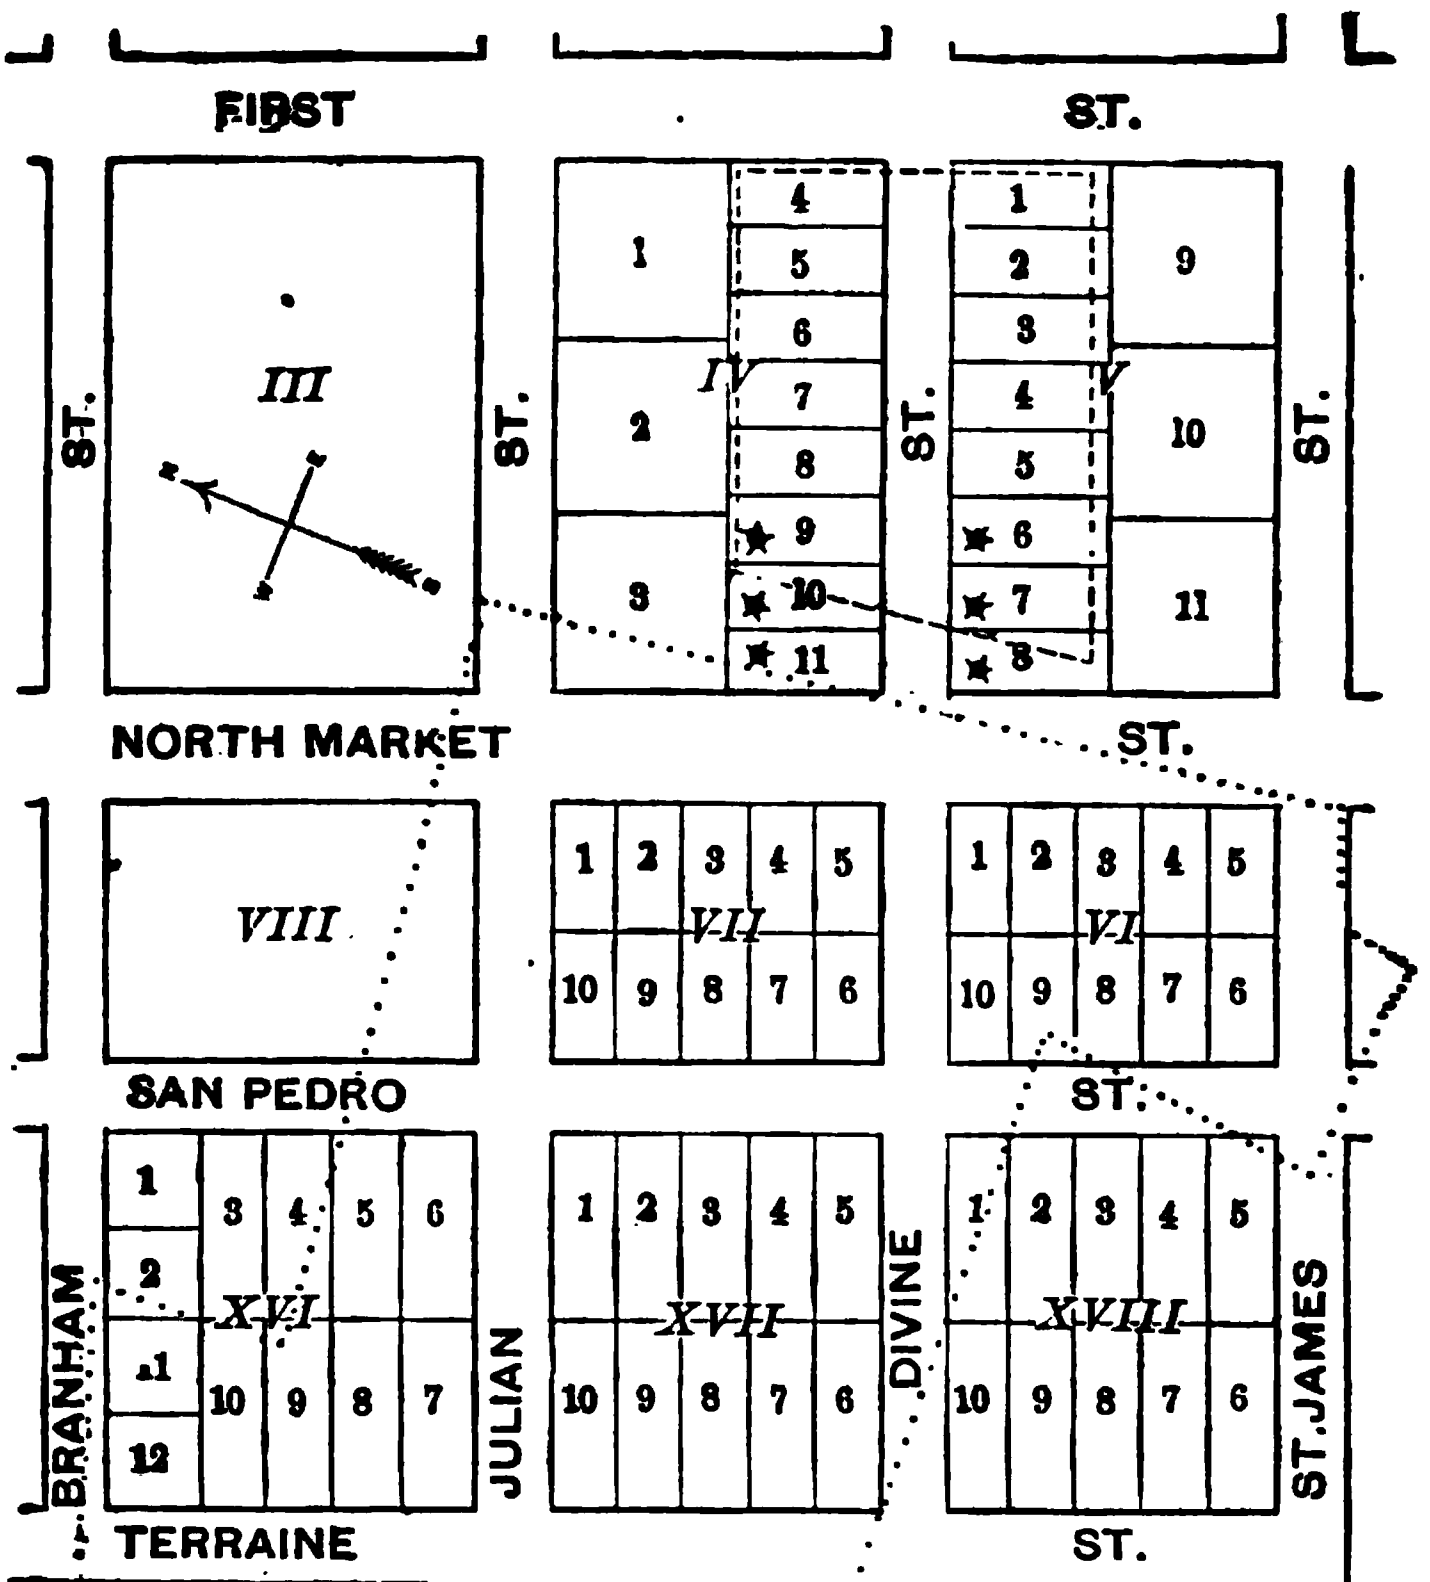 FIRST ST.
4 1
1 5 2 9
6 3
III IV V
ST. ST. 7 ST. 4 ST.
2 8 5 10
N E
9 6
W S
3 10 7 11
11 8
NORTH MARKET ST.
1 2 3 4 5 1 2 3 4 5
VIII VII VI
10 9 8 7 6 10 9 8 7 6
SAN PEDRO ST.
1 3 4 5 6 1 2 3 4 5 1 2 3 4 5
2
XVI XVII XVIII
11 10 9 8 7 10 9 8 7 6 10 9 8 7 6
12
BRANHAM JULIAN DIVINE ST. JAMES
TERRAINE ST.